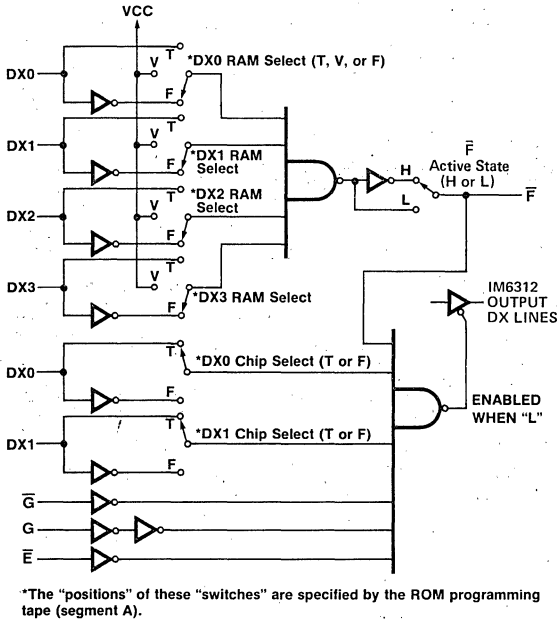 VCC
T
*DX0 RAM Select (T, V, or F)
V
DX0
F
T
V
DX1
*DX1 RAM
Select
F
T
*DX2 RAM
Select
V
DX2
F
T
V
DX3
*DX3 RAM Select
F
H
L
F̅
Active State
(H or L)
F̅
IM6312
OUTPUT
DX LINES
T
*DX0 Chip Select (T or F)
DX0
F
T
*DX1 Chip Select (T or F)
DX1
F
ENABLED
WHEN “L”
G̅
G
E̅
*The “positions” of these “switches” are specified by the ROM programming
tape (segment A).